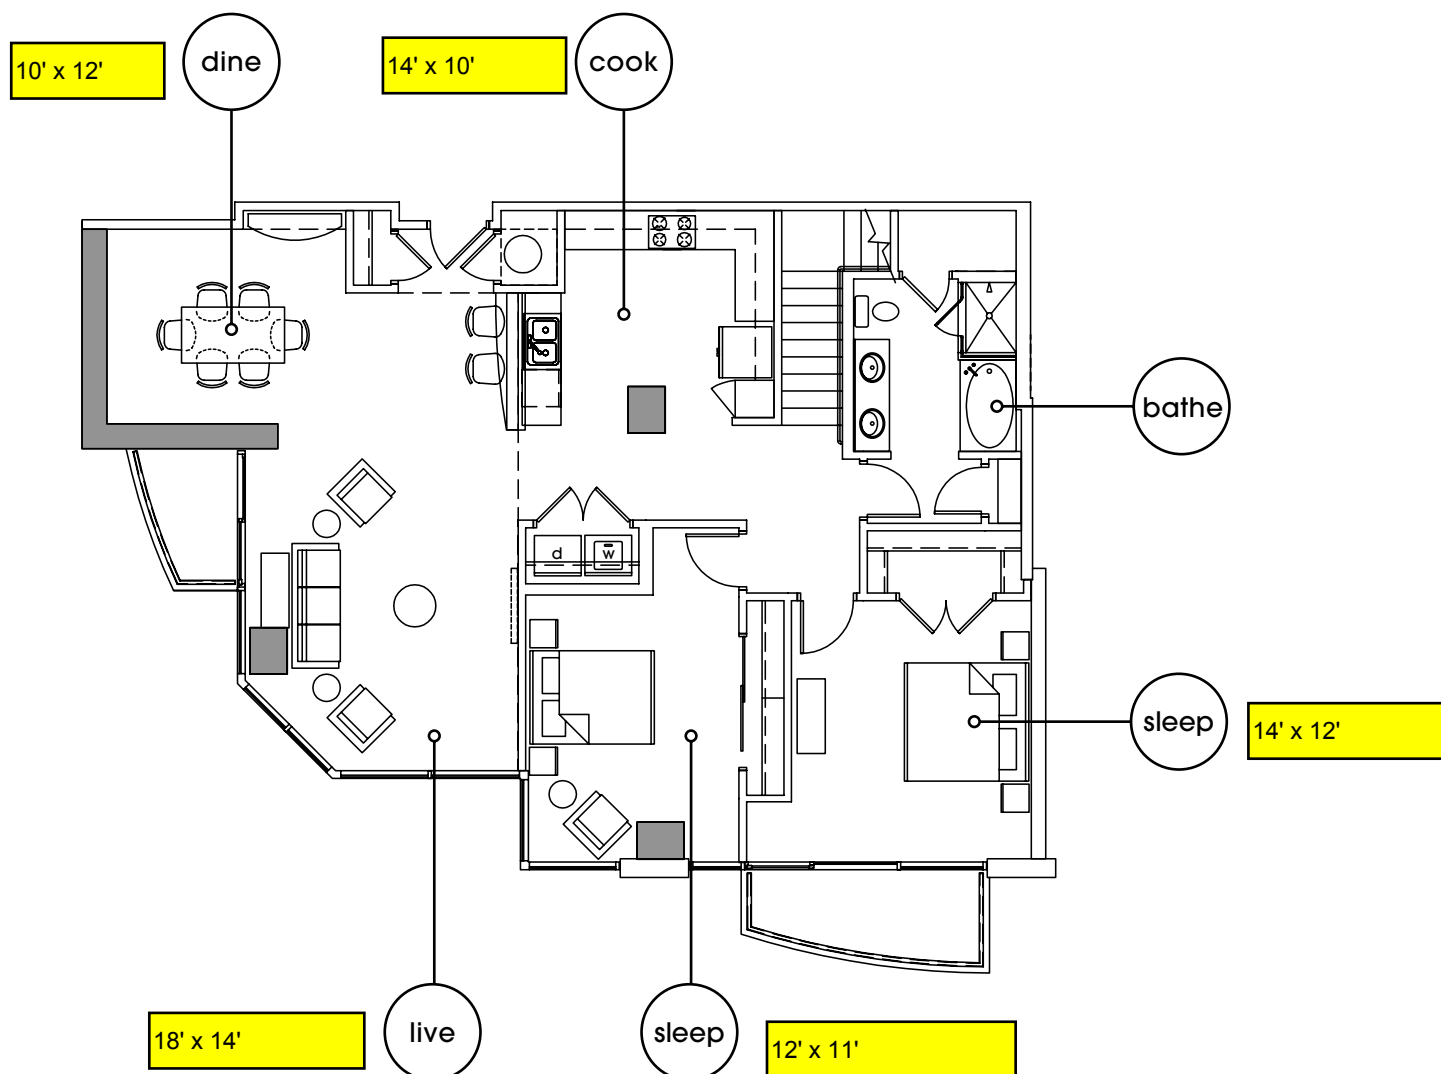 10' x 12'
dine
14' x 10'
cook
bathe
d
w
sleep
14' x 12'
18' x 14'
live
sleep
12' x 11'